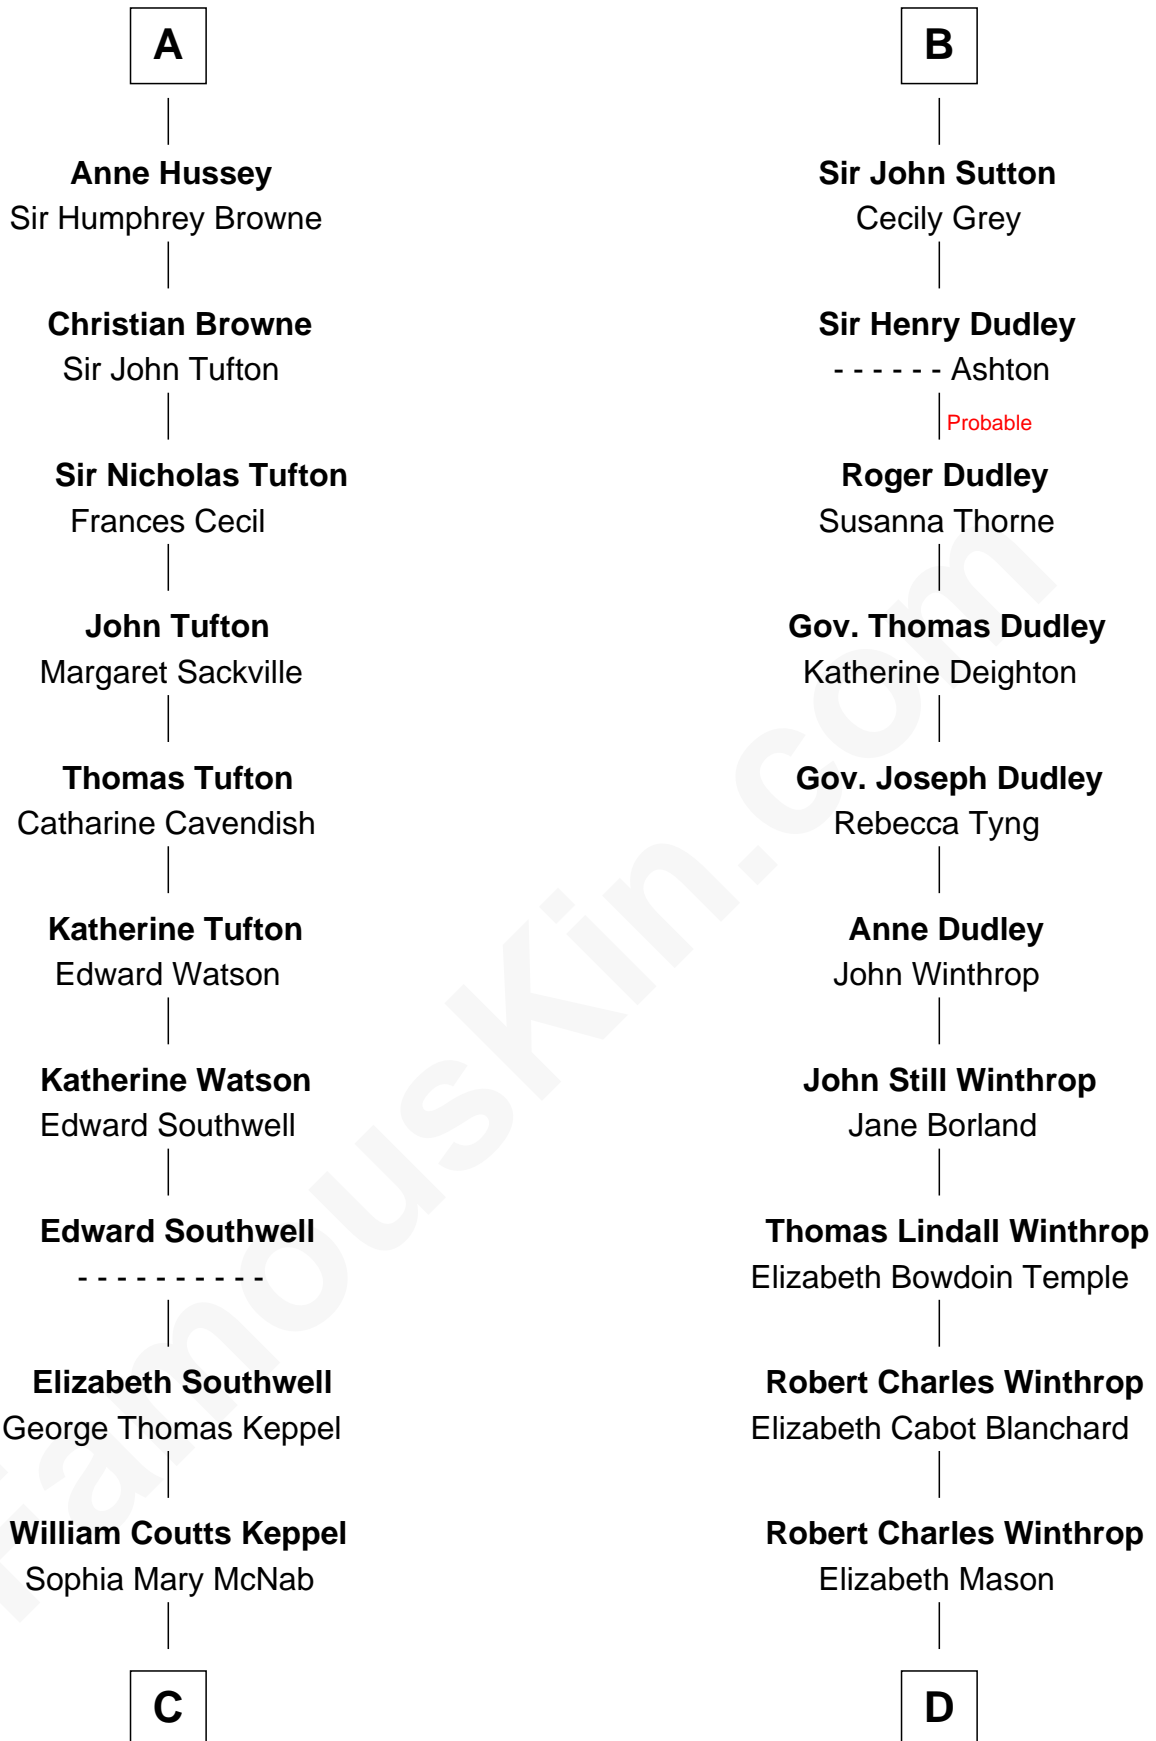 A
Anne Hussey
Sir Humphrey Browne
Christian Browne
Sir John Tufton
Sir Nicholas Tufton
Frances Cecil
John Tufton
Margaret Sackville
Thomas Tufton
Catharine Cavendish
Katherine Tufton
Edward Watson
Katherine Watson
Edward Southwell
Edward Southwell
- - - - - - - - - -
Elizabeth Southwell
George Thomas Keppel
William Coutts Keppel
Sophia Mary McNab
C
B
Sir John Sutton
Cecily Grey
Sir Henry Dudley
- - - - - - Ashton
Probable
Roger Dudley
Susanna Thorne
Gov. Thomas Dudley
Katherine Deighton
Gov. Joseph Dudley
Rebecca Tyng
Anne Dudley
John Winthrop
John Still Winthrop
Jane Borland
Thomas Lindall Winthrop
Elizabeth Bowdoin Temple
Robert Charles Winthrop
Elizabeth Cabot Blanchard
Robert Charles Winthrop
Elizabeth Mason
D
FamousKin.com